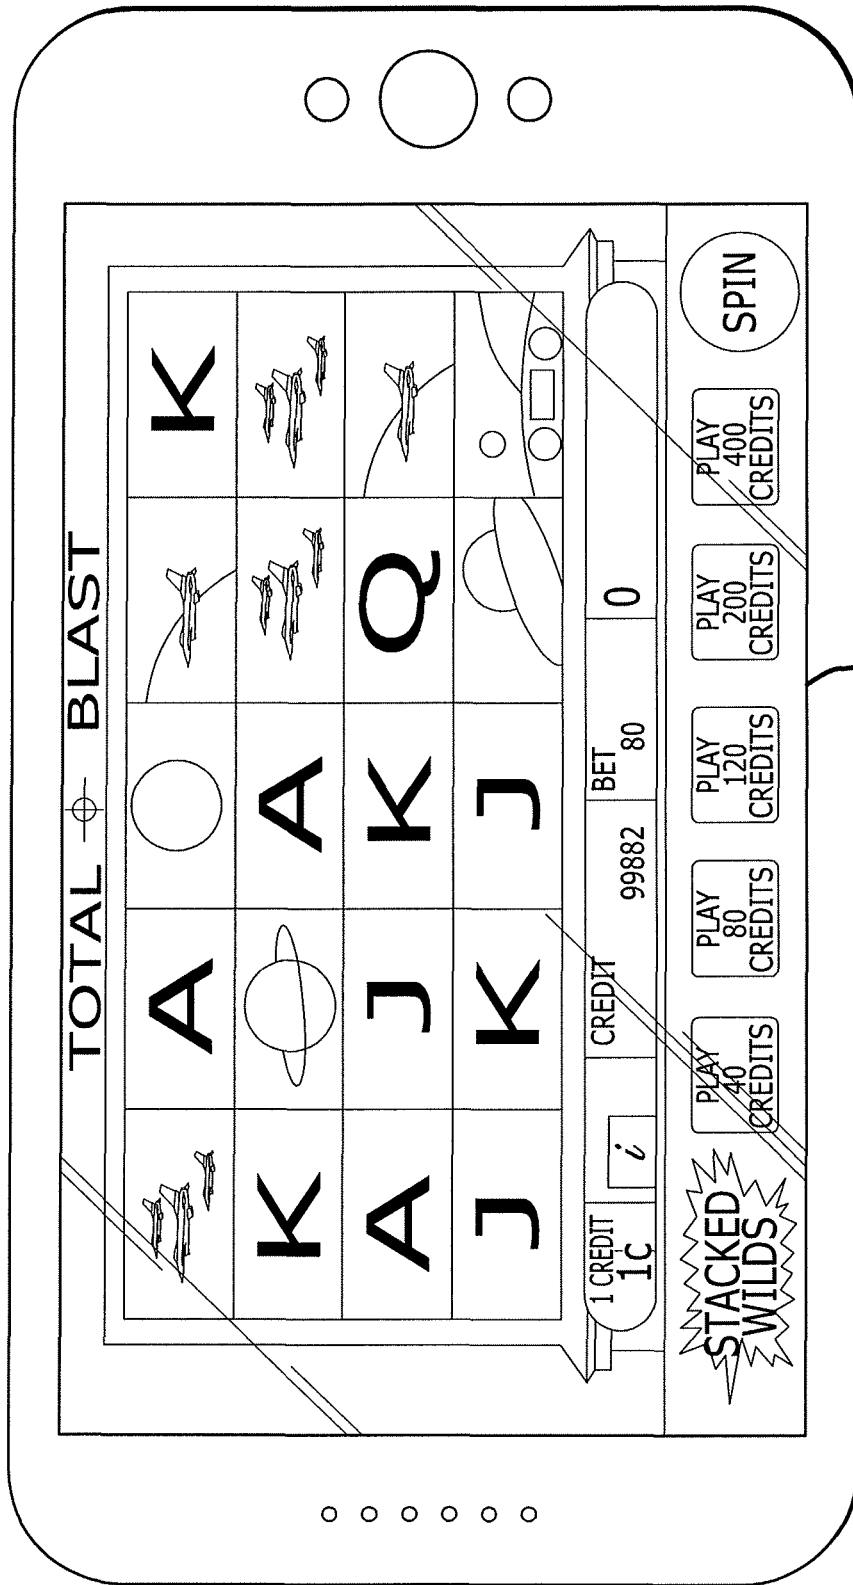 TOTAL BLAST
A K
K A
A J K Q
J K J
1 CREDIT
1C
i
CREDIT
99882
BET
80
0
STACKED
WILDS
PLAY
40
CREDITS
PLAY
80
CREDITS
PLAY
120
CREDITS
PLAY
200
CREDITS
PLAY
400
CREDITS
SPIN